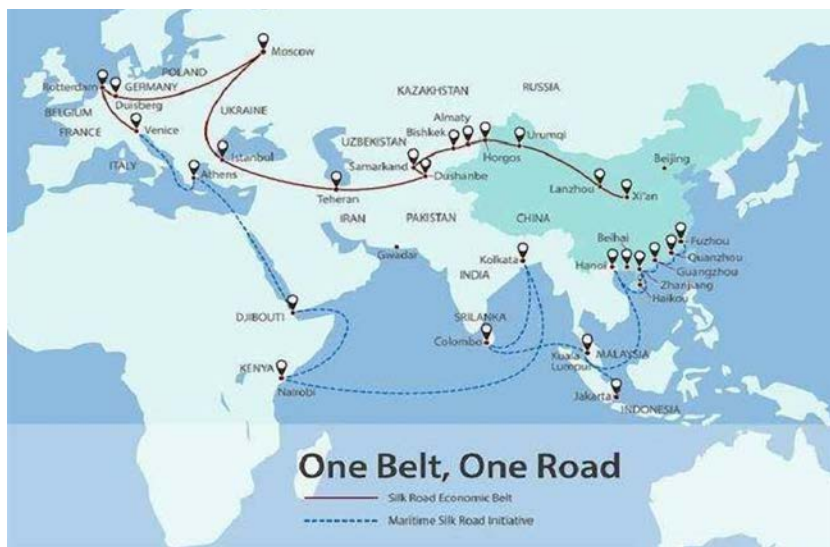 Moscow
POLAND
Rotterdam
GERMANY
Duisberg
BELGIUM
FRANCE
Venice
UKRAINE
ITALY
Istanbul
Athens
KAZAKHSTAN
RUSSIA
Almaty
Bishkek
UZBEKISTAN
Samarkand
Dushanbe
Horgos
Urumqi
Beijing
Lanzhou
Xi'an
Teheran
IRAN
PAKISTAN
CHINA
Gwadar
Kolkata
INDIA
Hanoi
Beihai
Fuzhou
Quanzhou
Guangzhou
Zhanjiang
Haikou
DJIBOUTI
SRILANKA
Colombo
KENYA
Nairobi
Kuala
Lumpur
MALAYSIA
Jakarta
INDONESIA
One Belt, One Road
Silk Road Economic Belt
Maritime Silk Road Initiative